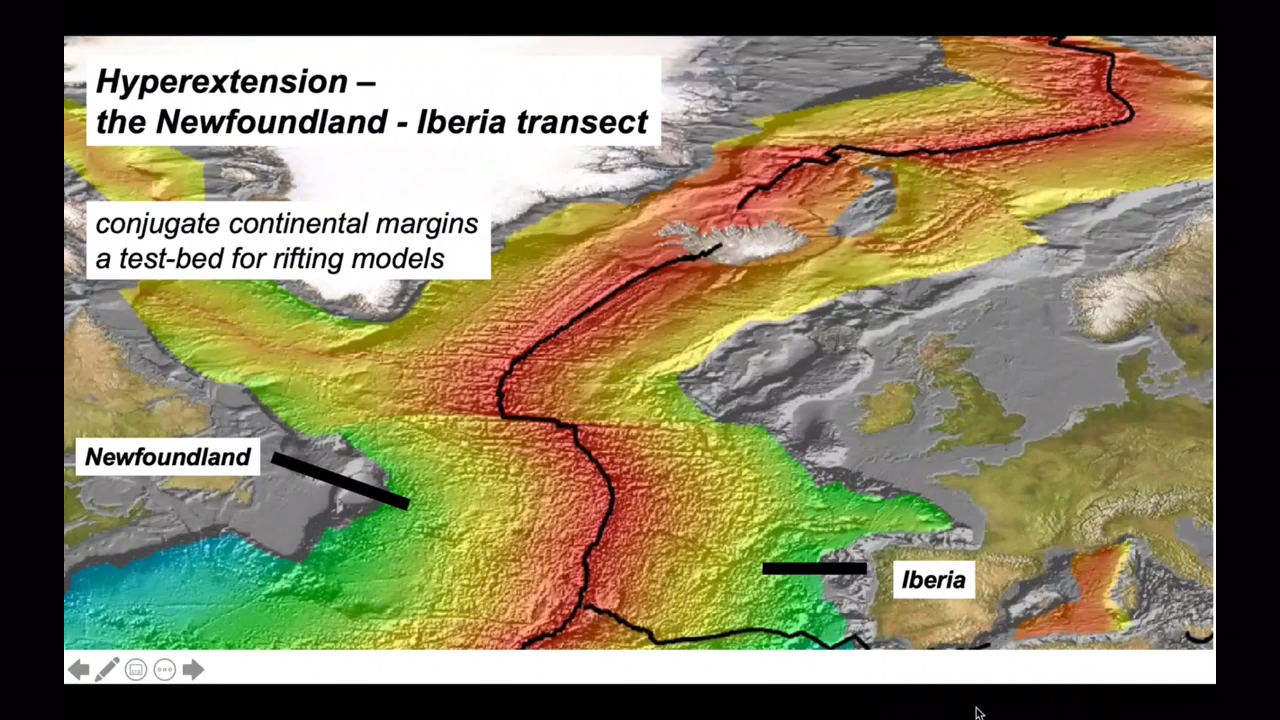 Hyperextension –
the Newfoundland - Iberia transect
conjugate continental margins
a test-bed for rifting models
Newfoundland
Iberia